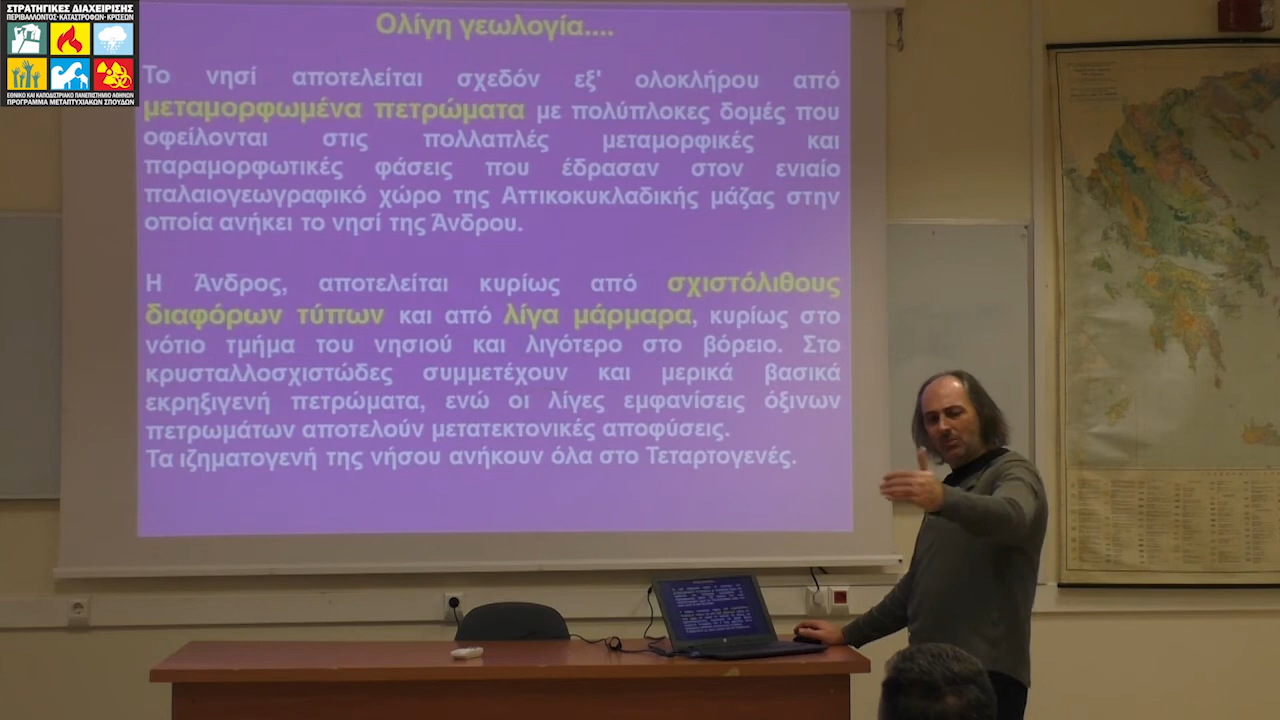 ΣΤΡΑΤΗΓΙΚΕΣ ΔΙΑΧΕΙΡΙΣΗΣ
ΠΕΡΙΒΑΛΛΟΝΤΟΣ·ΚΑΤΑΣΤΡΟΦΩΝ·ΚΡΙΣΕΩΝ
ΕΘΝΙΚΟ ΚΑΙ ΚΑΠΟΔΙΣΤΡΙΑΚΟ ΠΑΝΕΠΙΣΤΗΜΙΟ ΑΘΗΝΩΝ
ΠΡΟΓΡΑΜΜΑ ΜΕΤΑΠΤΥΧΙΑΚΩΝ ΣΠΟΥΔΩΝ
Ολίγη γεωλογία....
Το νησί αποτελείται σχεδόν εξ' ολοκλήρου από
μεταμορφωμένα πετρώματα με πολύπλοκες δομές που
οφείλονται στις πολλαπλές μεταμορφικές και
παραμορφωτικές φάσεις που έδρασαν στον ενιαίο
παλαιογεωγραφικό χώρο της Αττικοκυκλαδικής μάζας στην
οποία ανήκει το νησί της Άνδρου.
Η Άνδρος, αποτελείται κυρίως από σχιστόλιθους
διαφόρων τύπων και από λίγα μάρμαρα, κυρίως στο
νότιο τμήμα του νησιού και λιγότερο στο βόρειο. Στο
κρυσταλλοσχιστώδες συμμετέχουν και μερικά βασικά
εκρηξιγενή πετρώματα, ενώ οι λίγες εμφανίσεις όξινων
πετρωμάτων αποτελούν μετατεκτονικές αποφύσεις.
Τα ιζηματογενή της νήσου ανήκουν όλα στο Τεταρτογενές.